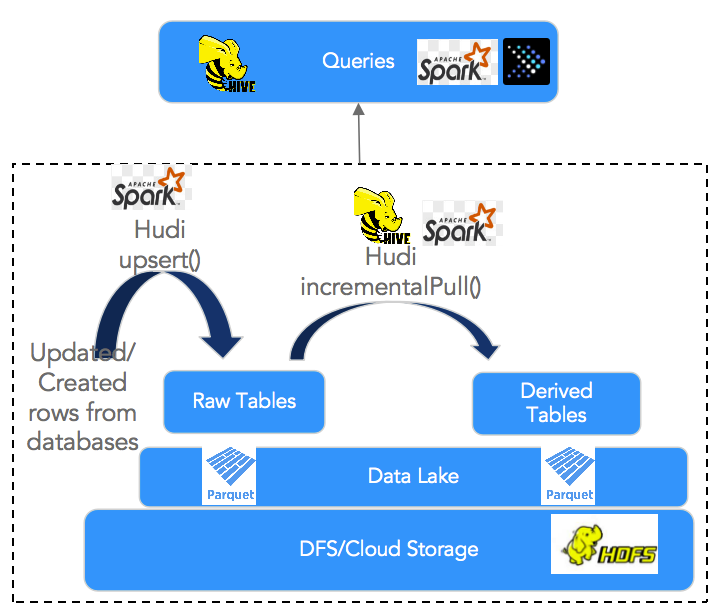 HIVE
Queries
APACHE
Spark
APACHE
Spark
Hudi
upsert()
HIVE
APACHE
Spark
Hudi
incrementalPull()
Updated/
Created
rows from
databases
Raw Tables
Derived
Tables
Parquet
Data Lake
Parquet
DFS/Cloud Storage
HDFS